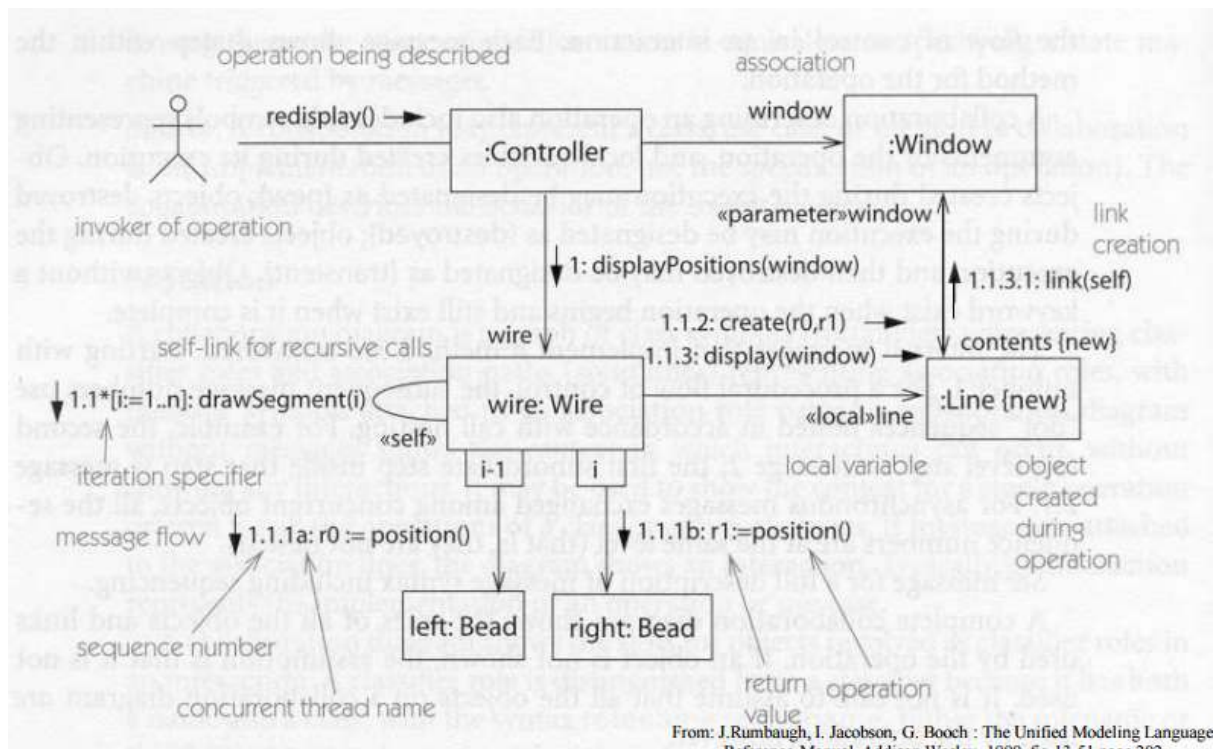 operation being described
association
redisplay()
window
:Controller
:Window
«parameter»window
link
creation
invoker of operation
1: displayPositions(window)
1.1.3.1: link(self)
1.1.2: create(r0,r1)
wire
contents {new}
self-link for recursive calls
1.1.3: display(window)
1.1*[i:=1..n]: drawSegment(i)
wire: Wire
:Line {new}
«local»line
«self»
iteration specifier
i-1
i
local variable
object
created
during
operation
message flow
1.1.1a: r0 := position()
1.1.1b: r1:=position()
left: Bead
right: Bead
sequence number
return
value
operation
concurrent thread name
From: J.Rumbaugh, I. Jacobson, G. Booch : The Unified Modeling Language